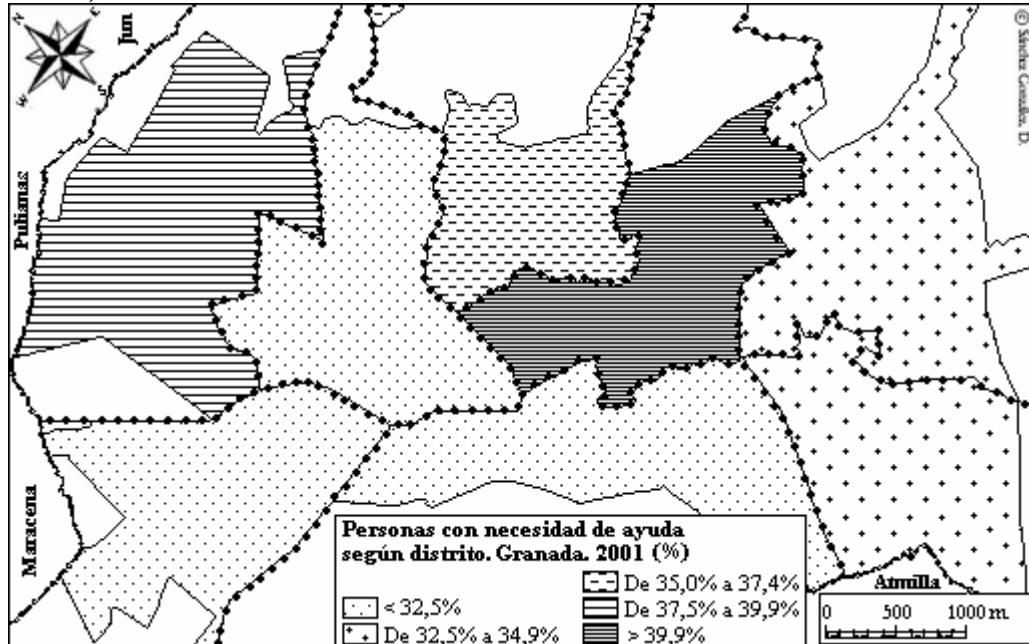 N
E
W
S
Jun
© Sánchez González, D.
Pulianas
Maracena
Armilla
Personas con necesidad de ayuda
según distrito. Granada. 2001 (%)
< 32,5%
De 32,5% a 34,9%
De 35,0% a 37,4%
De 37,5% a 39,9%
> 39,9%
0 500 1000 m.